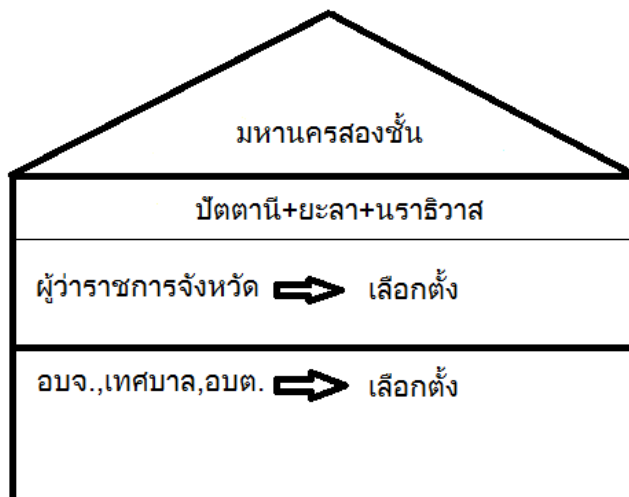 มหานครสองชั้น
ปัตตานี+ยะลา+นราธิวาส
ผู้ว่าราชการจังหวัด เลือกตั้ง
อบจ.,เทศบาล,อบต. เลือกตั้ง